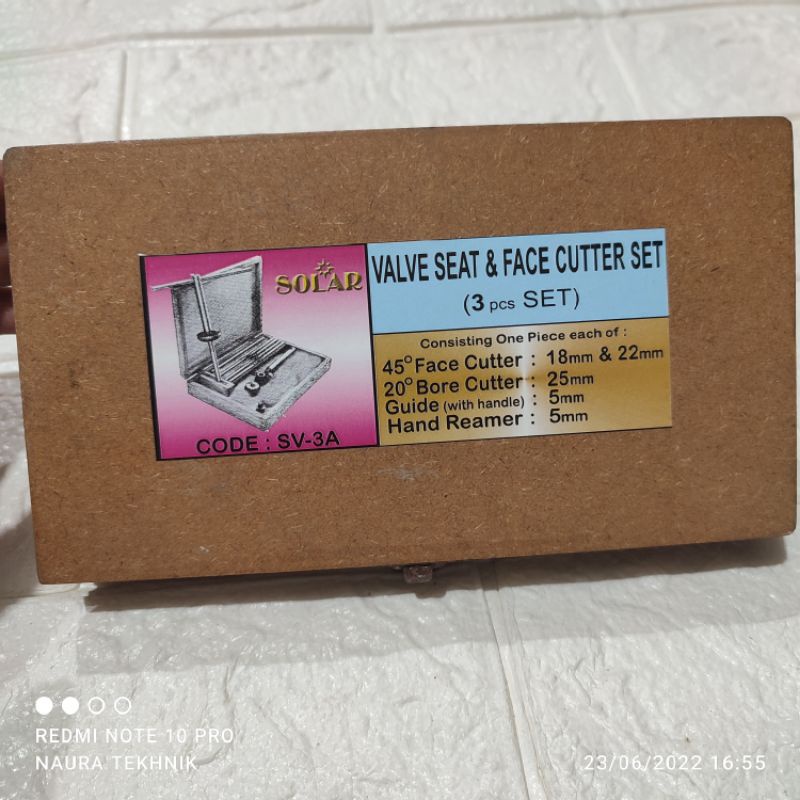 SOLAR
CODE : SV-3A
VALVE SEAT & FACE CUTTER SET
(3 pcs SET)
Consisting One Piece each of :
45° Face Cutter : 18mm & 22mm
20° Bore Cutter : 25mm
Guide (with handle) : 5mm
Hand Reamer : 5mm
REDMI NOTE 10 PRO
NAURA TEKHNIK
23/06/2022 16:55